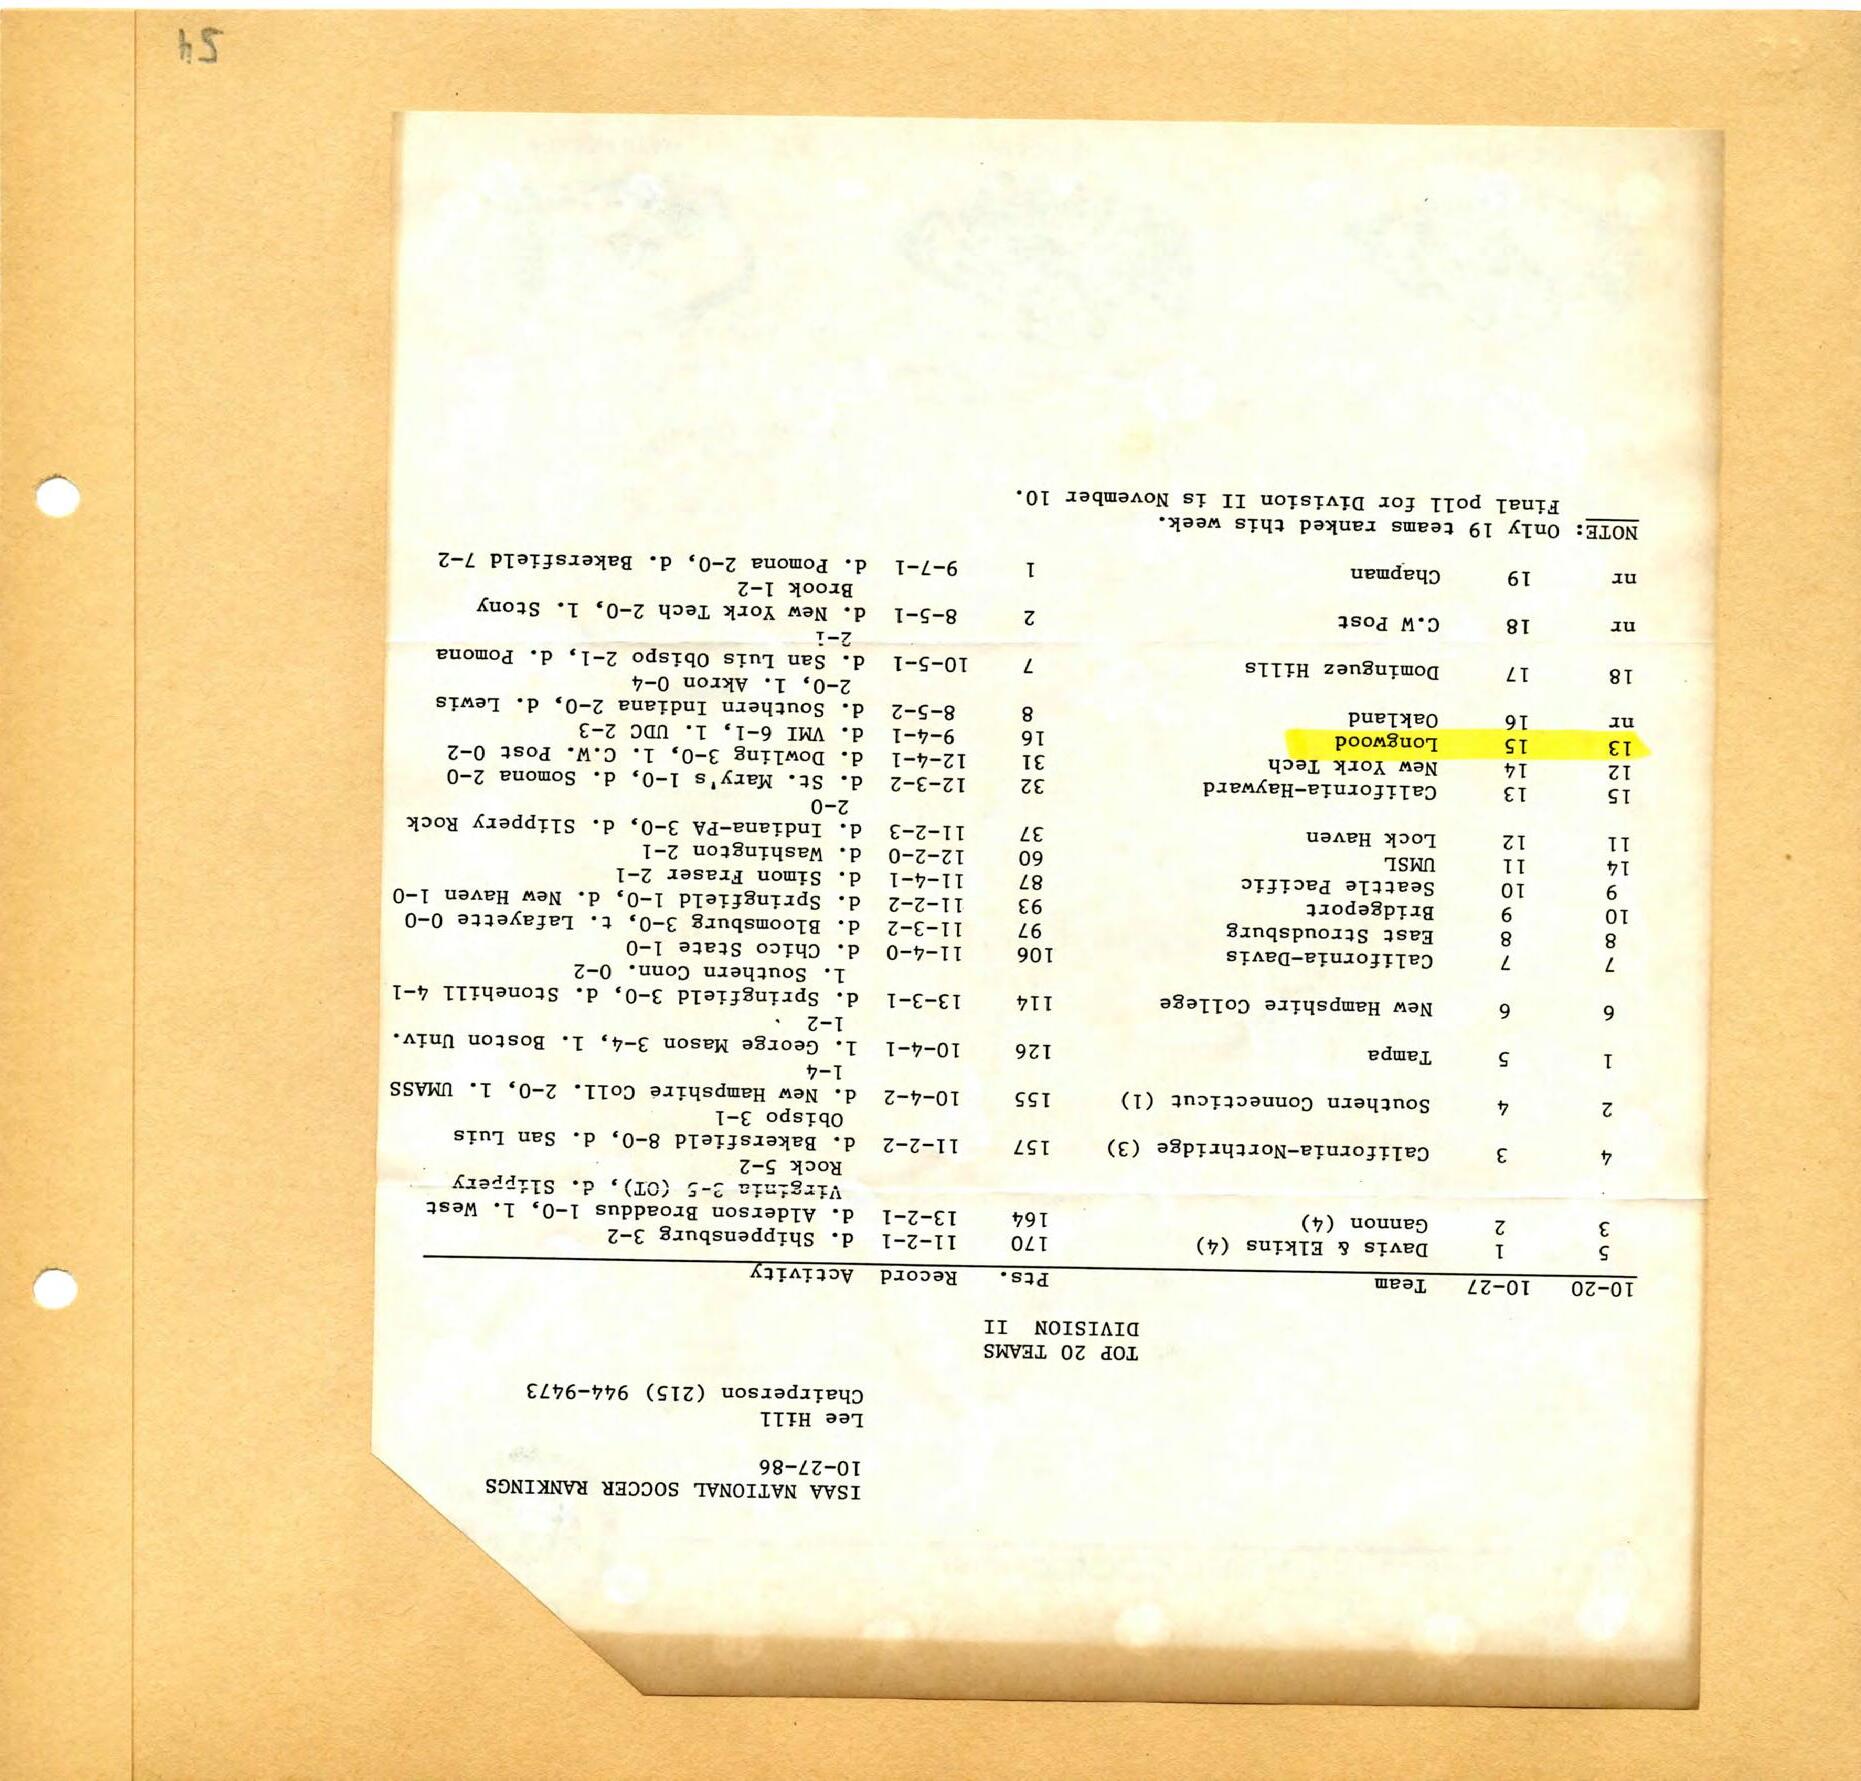 54
ISAA NATIONAL SOCCER RANKINGS
10-27-86
Lee Hill
Chairperson (215) 944-9473
TOP 20 TEAMS
DIVISION II
10-20 10-27 Team Pts. Record Activity
5 1 Davis & Elkins (4) 170 11-2-1 d. Shippensburg 3-2
3 2 Gannon (4) 164 13-2-1 d. Alderson Broaddus 1-0, l. West
Virginia 3-5 (OT), d. Slippery
Rock 5-2
4 3 California-Northridge (3) 157 11-2-2 d. Bakersfield 8-0, d. San Luis
Obispo 3-1
2 4 Southern Connecticut (1) 155 10-4-2 d. New Hampshire Coll. 2-0, l. UMASS
1-4
1 5 Tampa 126 10-4-1 l. George Mason 3-4, l. Boston Univ.
1-2
6 6 New Hampshire College 114 13-3-1 d. Springfield 3-0, d. Stonehill 4-1
l. Southern Conn. 0-2
7 7 California-Davis 106 11-4-0 d. Chico State 1-0
8 8 East Stroudsburg 97 11-3-2 d. Bloomsburg 3-0, t. Lafayette 0-0
10 9 Bridgeport 93 11-2-2 d. Springfield 1-0, d. New Haven 1-0
9 10 Seattle Pacific 87 11-4-1 d. Simon Fraser 2-1
14 11 UMSL 60 12-2-0 d. Washington 2-1
11 12 Lock Haven 37 11-2-3 d. Indiana-PA 3-0, d. Slippery Rock
2-0
15 13 California-Hayward 32 12-3-2 d. St. Mary's 1-0, d. Somona 2-0
12 14 New York Tech 31 12-4-1 d. Dowling 3-0, l. C.W. Post 0-2
13 15 Longwood 16 9-4-1 d. VMI 6-1, l. UDC 2-3
nr 16 Oakland 8 8-5-2 d. Southern Indiana 2-0, d. Lewis
2-0, l. Akron 0-4
18 17 Dominguez Hills 7 10-5-1 d. San Luis Obispo 2-1, d. Pomona
2-1
nr 18 C.W Post 2 8-5-1 d. New York Tech 2-0, l. Stony
Brook 1-2
nr 19 Chapman 1 9-7-1 d. Pomona 2-0, d. Bakersfield 7-2
NOTE: Only 19 teams ranked this week.
Final poll for Division II is November 10.